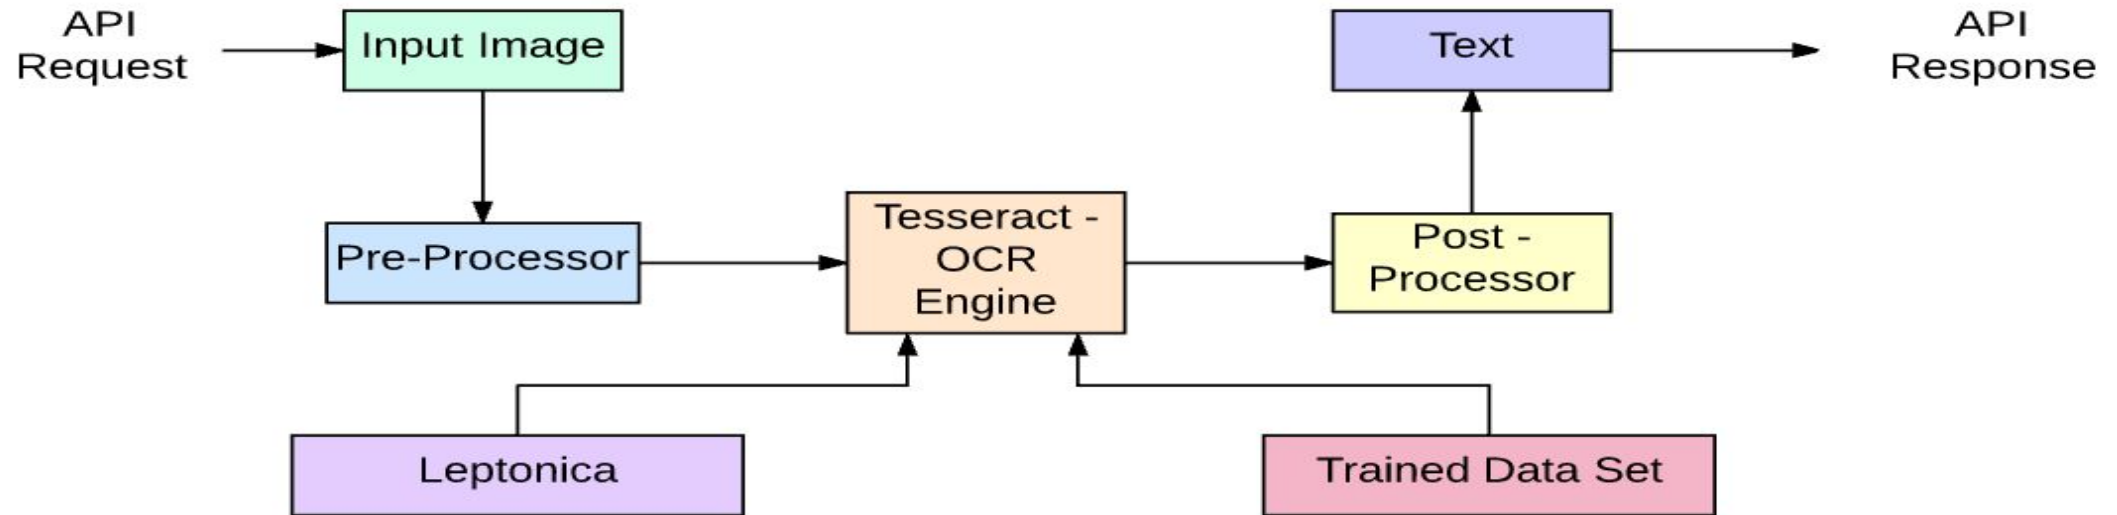 API
Request
Input Image
Text
API
Response
Pre-Processor
Tesseract -
OCR
Engine
Post -
Processor
Leptonica
Trained Data Set